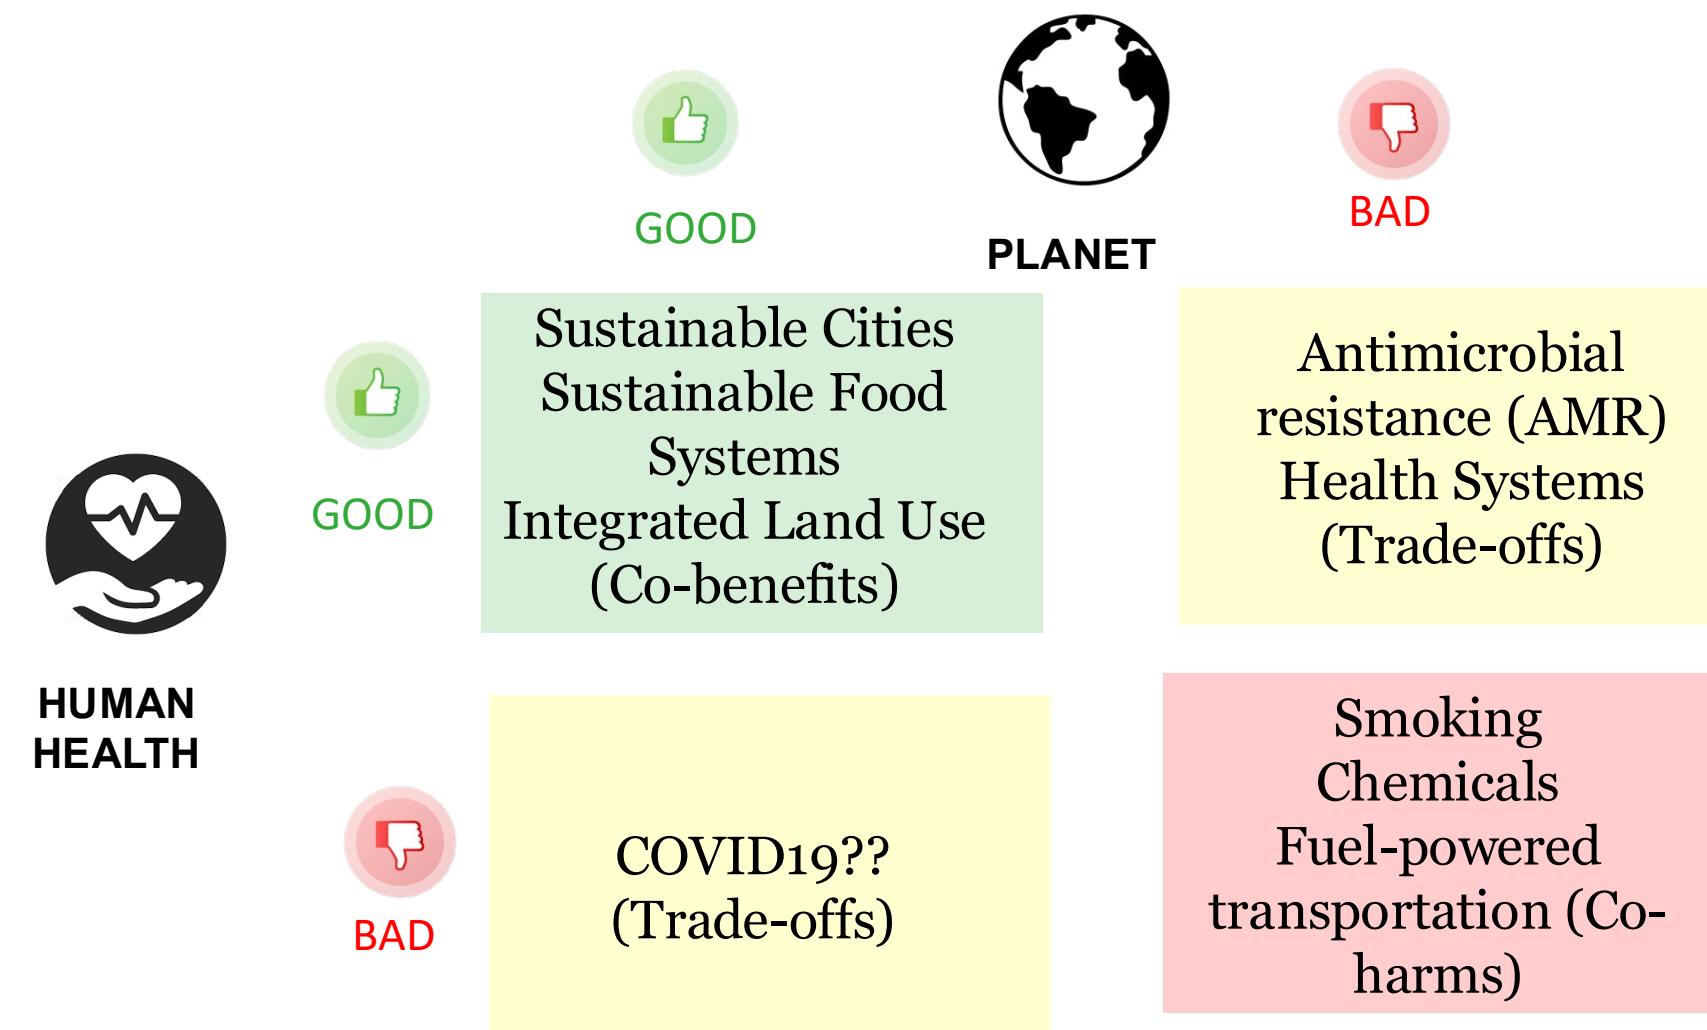 GOOD
PLANET
BAD
GOOD
Sustainable Cities
Sustainable Food
Systems
Integrated Land Use
(Co-benefits)
Antimicrobial
resistance (AMR)
Health Systems
(Trade-offs)
HUMAN
HEALTH
BAD
COVID19??
(Trade-offs)
Smoking
Chemicals
Fuel-powered
transportation (Co-
harms)